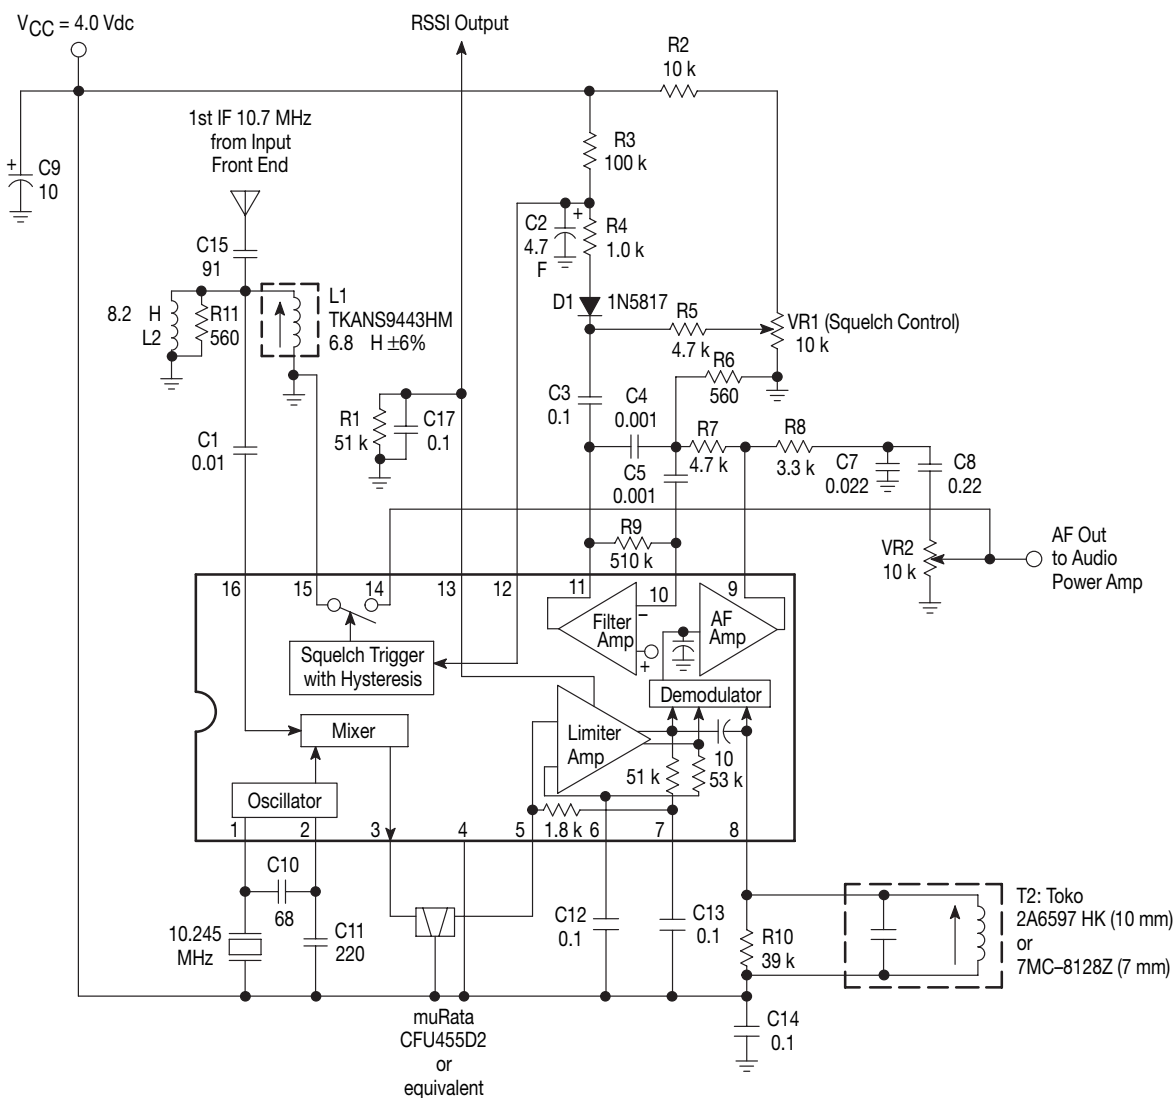 VCC = 4.0 Vdc
RSSI Output
R2
10 k
1st IF 10.7 MHz
from Input
Front End
+
C9
10
R3
100 k
C2
4.7
F
+
R4
1.0 k
C15
91
8.2 H
L2
R11
560
L1
TKANS9443HM
6.8 H ±6%
D1
1N5817
R5
4.7 k
VR1 (Squelch Control)
10 k
R6
560
C3
0.1
C4
0.001
R1
51 k
C17
0.1
C1
0.01
R7
4.7 k
R8
3.3 k
C5
0.001
C7
0.022
C8
0.22
R9
510 k
VR2
10 k
AF Out
to Audio
Power Amp
16
15
14
13
12
11
10
9
Filter
Amp
–
+
AF
Amp
Squelch Trigger
with Hysteresis
Demodulator
Mixer
Limiter
Amp
10
51 k
53 k
Oscillator
1.8 k
1
2
3
4
5
6
7
8
C10
68
10.245
MHz
C11
220
C12
0.1
C13
0.1
R10
39 k
T2: Toko
2A6597 HK (10 mm)
or
7MC–8128Z (7 mm)
muRata
CFU455D2
or
equivalent
C14
0.1